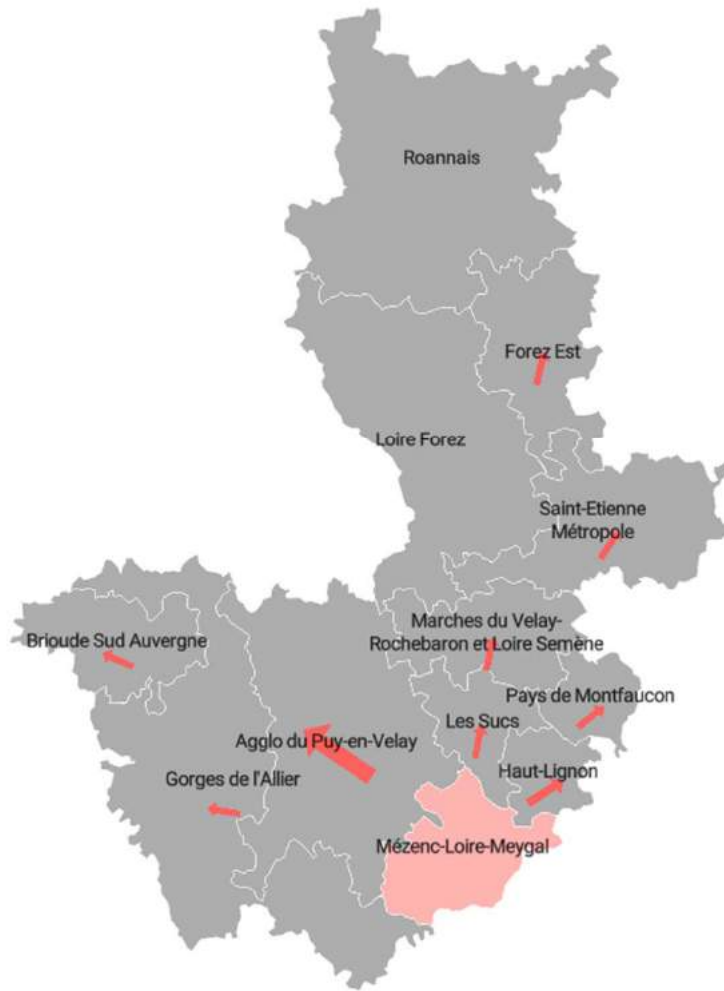 Roannais
Forez Est
Loire Forez
Saint-Etienne
Métropole
Marches du Velay-
Rochebaron et Loire Semène
Brioude Sud Auvergne
Pays de Montfaucon
Les Sucs
Agglo du Puy-en-Velay
Haut-Lignon
Gorges de l'Allier
Mézenc-Loire-Meygal